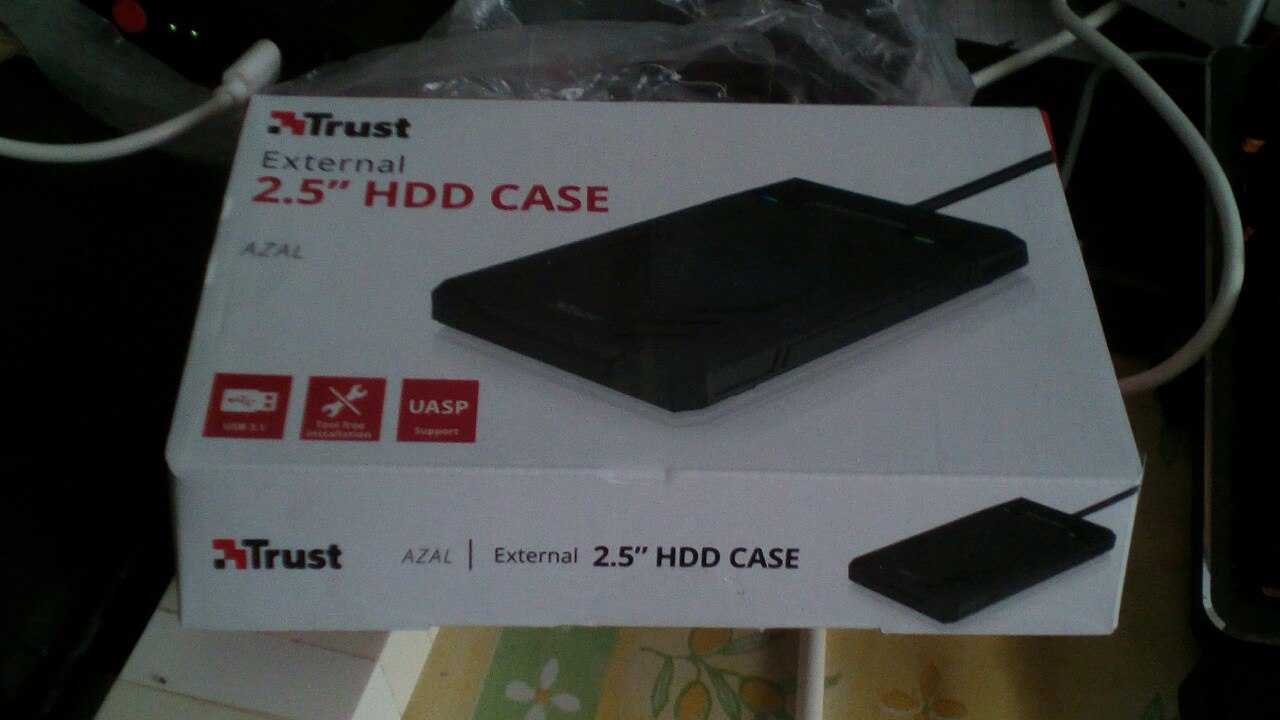 Trust
External
2.5” HDD CASE
AZAL
USB 3.1
Tool free
installation
UASP
Support
Trust
AZAL | External 2.5” HDD CASE